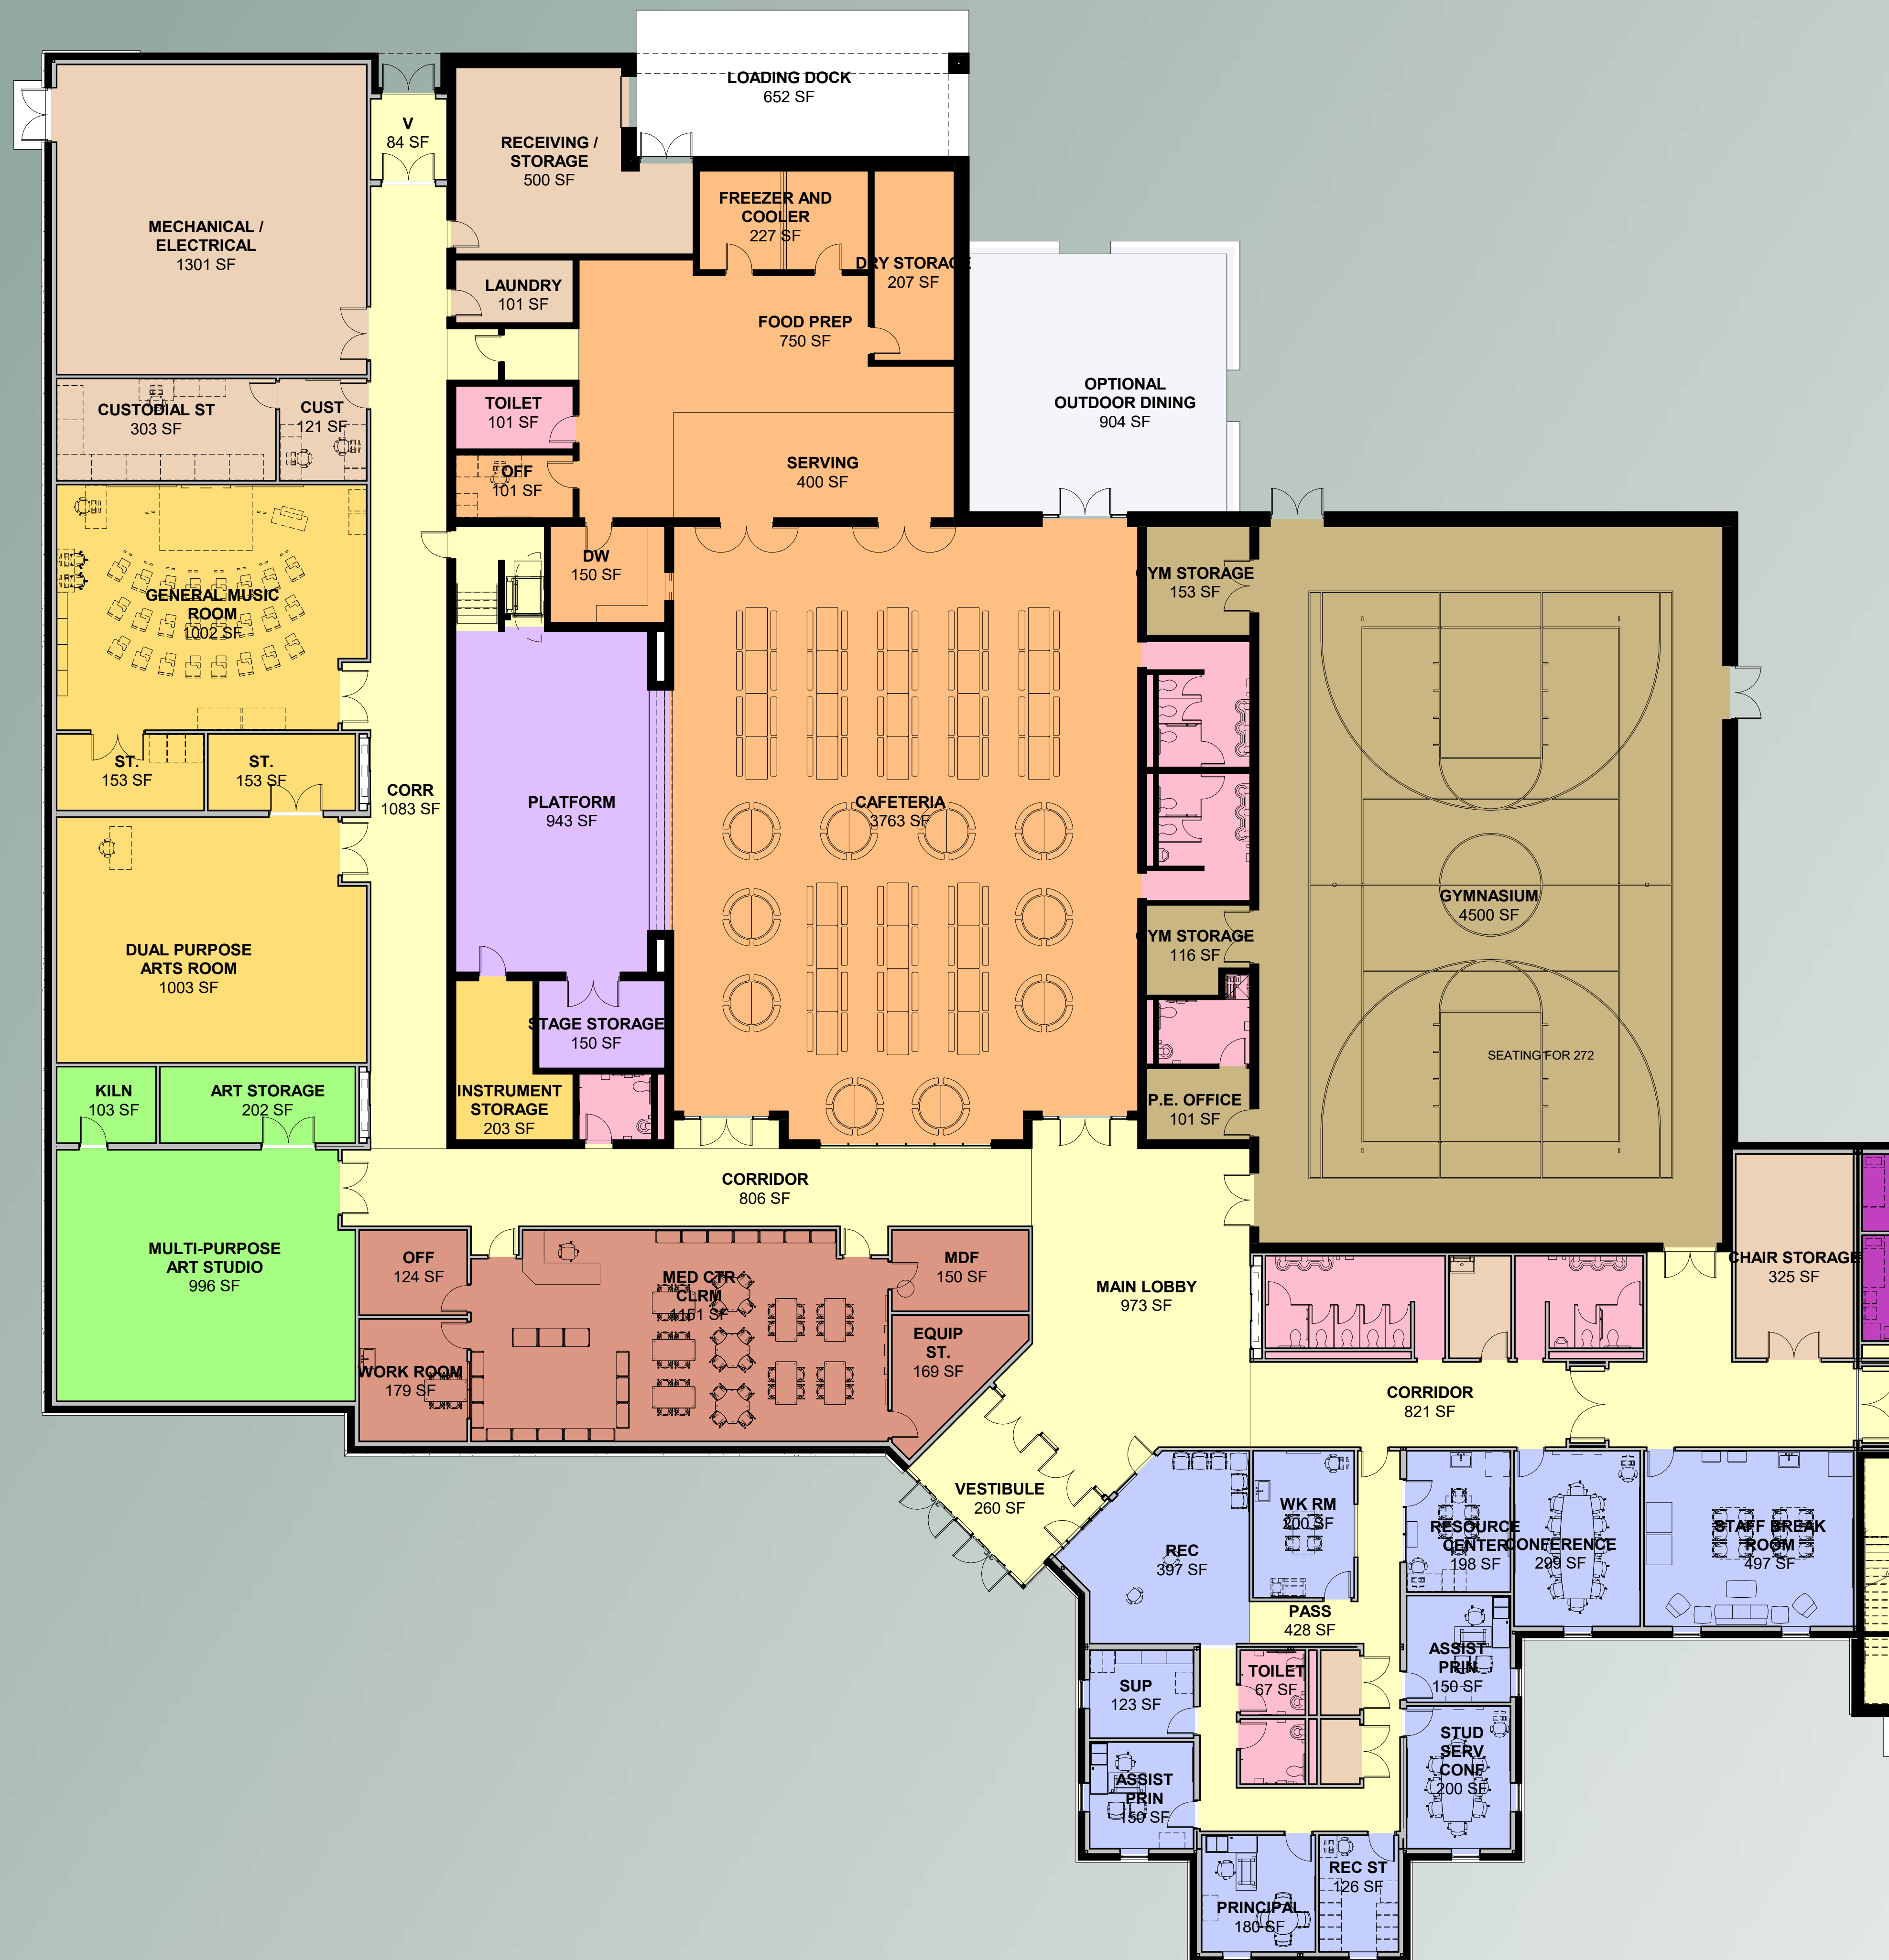 LOADING DOCK
652 SF
V
84 SF
RECEIVING /
STORAGE
500 SF
MECHANICAL /
ELECTRICAL
1301 SF
FREEZER AND
COOLER
227 SF
DRY STORAGE
207 SF
LAUNDRY
101 SF
FOOD PREP
750 SF
CUSTODIAL ST
303 SF
CUST
121 SF
TOILET
101 SF
OPTIONAL
OUTDOOR DINING
904 SF
OFF
101 SF
SERVING
400 SF
DW
150 SF
GYM STORAGE
153 SF
GENERAL MUSIC
ROOM
1002 SF
ST.
153 SF
ST.
153 SF
CORR
1083 SF
PLATFORM
943 SF
CAFETERIA
3763 SF
GYMNASIUM
4500 SF
GYM STORAGE
116 SF
DUAL PURPOSE
ARTS ROOM
1003 SF
STAGE STORAGE
150 SF
SEATING FOR 272
KILN
103 SF
ART STORAGE
202 SF
INSTRUMENT
STORAGE
203 SF
P.E. OFFICE
101 SF
CORRIDOR
806 SF
MULTI-PURPOSE
ART STUDIO
996 SF
OFF
124 SF
MED CTR
CLRM
1151 SF
MDF
150 SF
MAIN LOBBY
973 SF
CHAIR STORAGE
325 SF
WORK ROOM
179 SF
EQUIP
ST.
169 SF
CORRIDOR
821 SF
VESTIBULE
260 SF
REC
397 SF
WK RM
200 SF
RESOURCE
CENTER
198 SF
CONFERENCE
299 SF
STAFF BREAK
ROOM
497 SF
PASS
428 SF
SUP
123 SF
TOILET
67 SF
ASSIST
PRIN
150 SF
ASSIST
PRIN
150 SF
STUD
SERV
CONF
200 SF
PRINCIPAL
180 SF
REC ST
126 SF